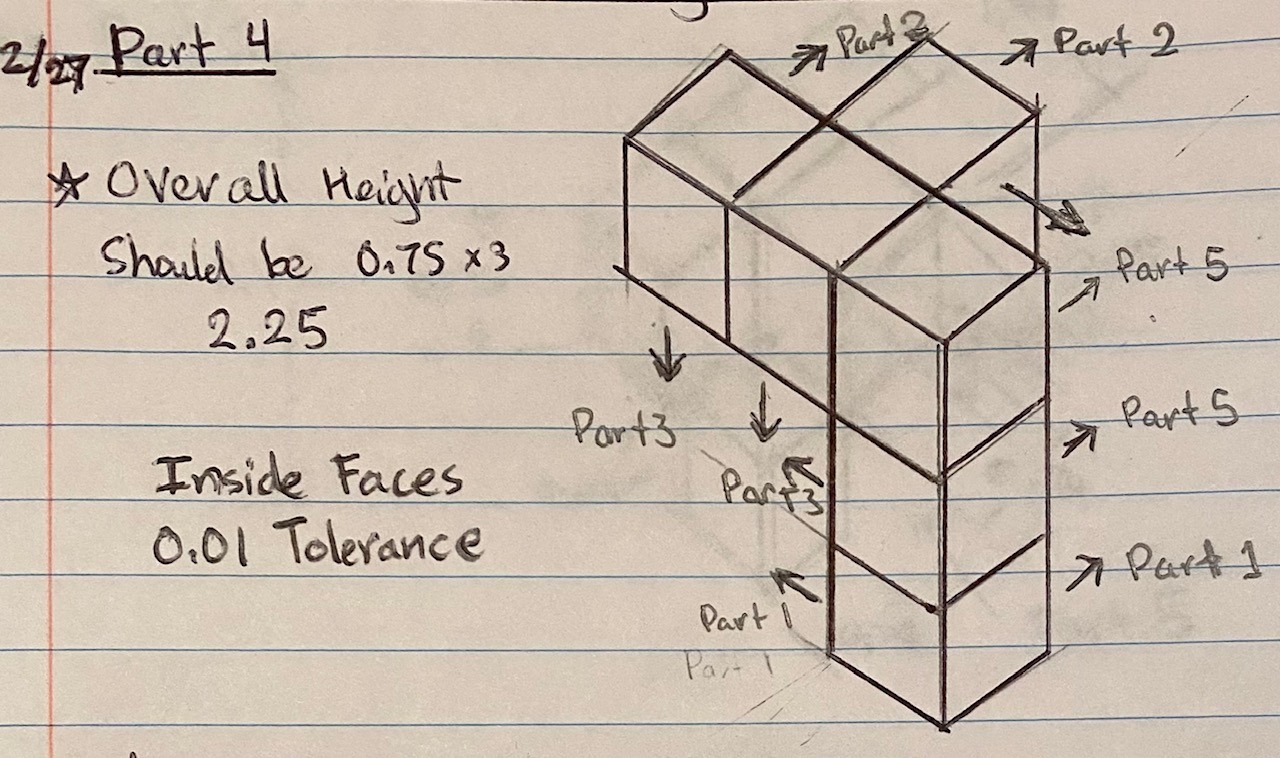 2/27 Part 4
Part 2
Part 2
☆ Overall Height
Should be 0.75 x 3
2.25
Part 5
Part 3
Part 5
Inside Faces
Part 3
0.01 Tolerance
Part 1
Part 1
Part 1